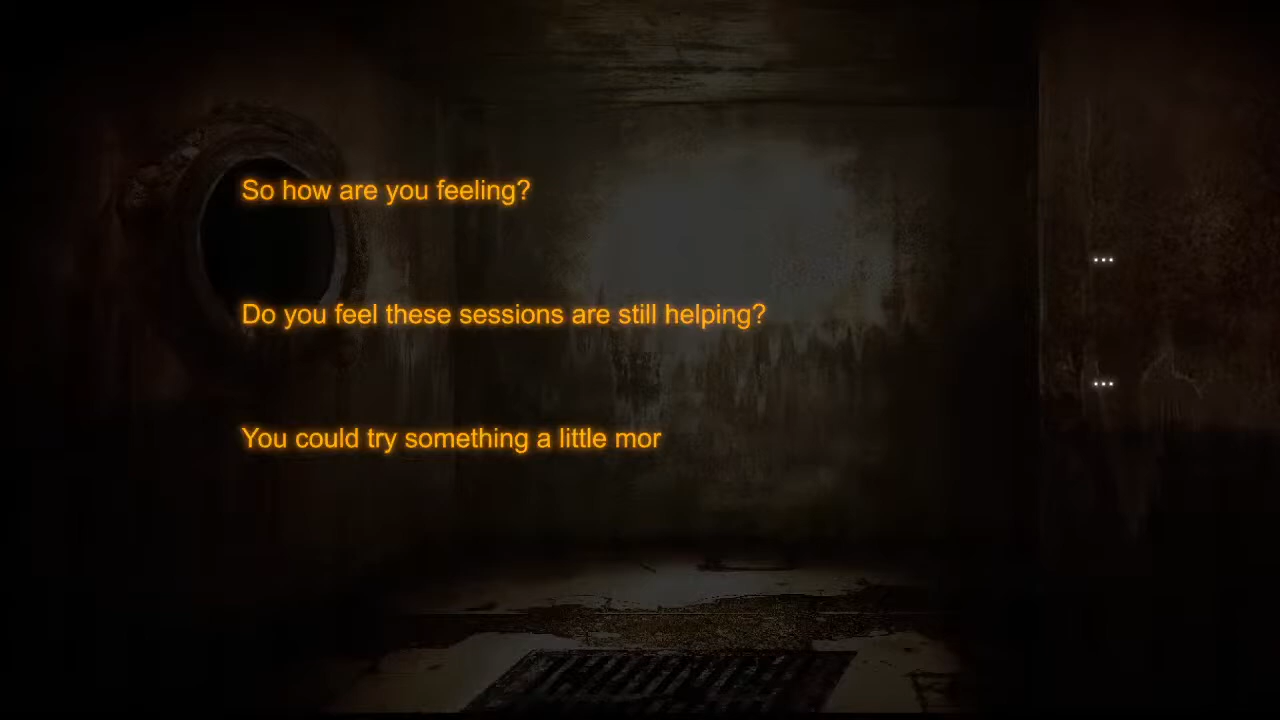 So how are you feeling?
...
Do you feel these sessions are still helping?
...
You could try something a little mor